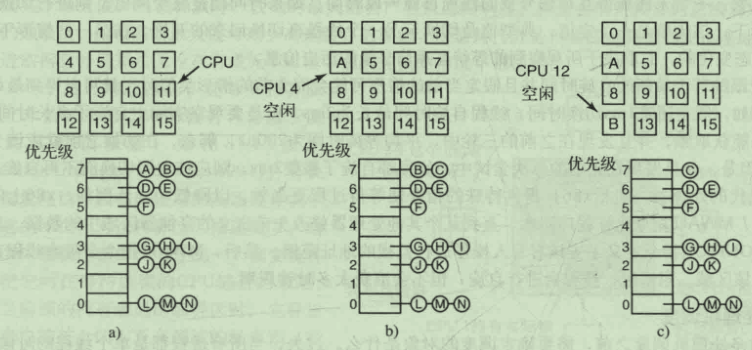 0 1 2 3
4 5 6 7
8 9 10 11
12 13 14 15
CPU
优先级
7 A B C
6 D E
5 F
4
3 G H I
2 J K
1
0 L M N
a)
0 1 2 3
A 5 6 7
8 9 10 11
12 13 14 15
CPU 4
空闲
7 B C
6 D E
5 F
4
3 G H I
2 J K
1
0 L M N
b)
0 1 2 3
A 5 6 7
8 9 10 11
B 13 14 15
CPU 12
空闲
优先级
7 C
6 D E
5 F
4
3 G H I
2 J K
1
0 L M N
c)